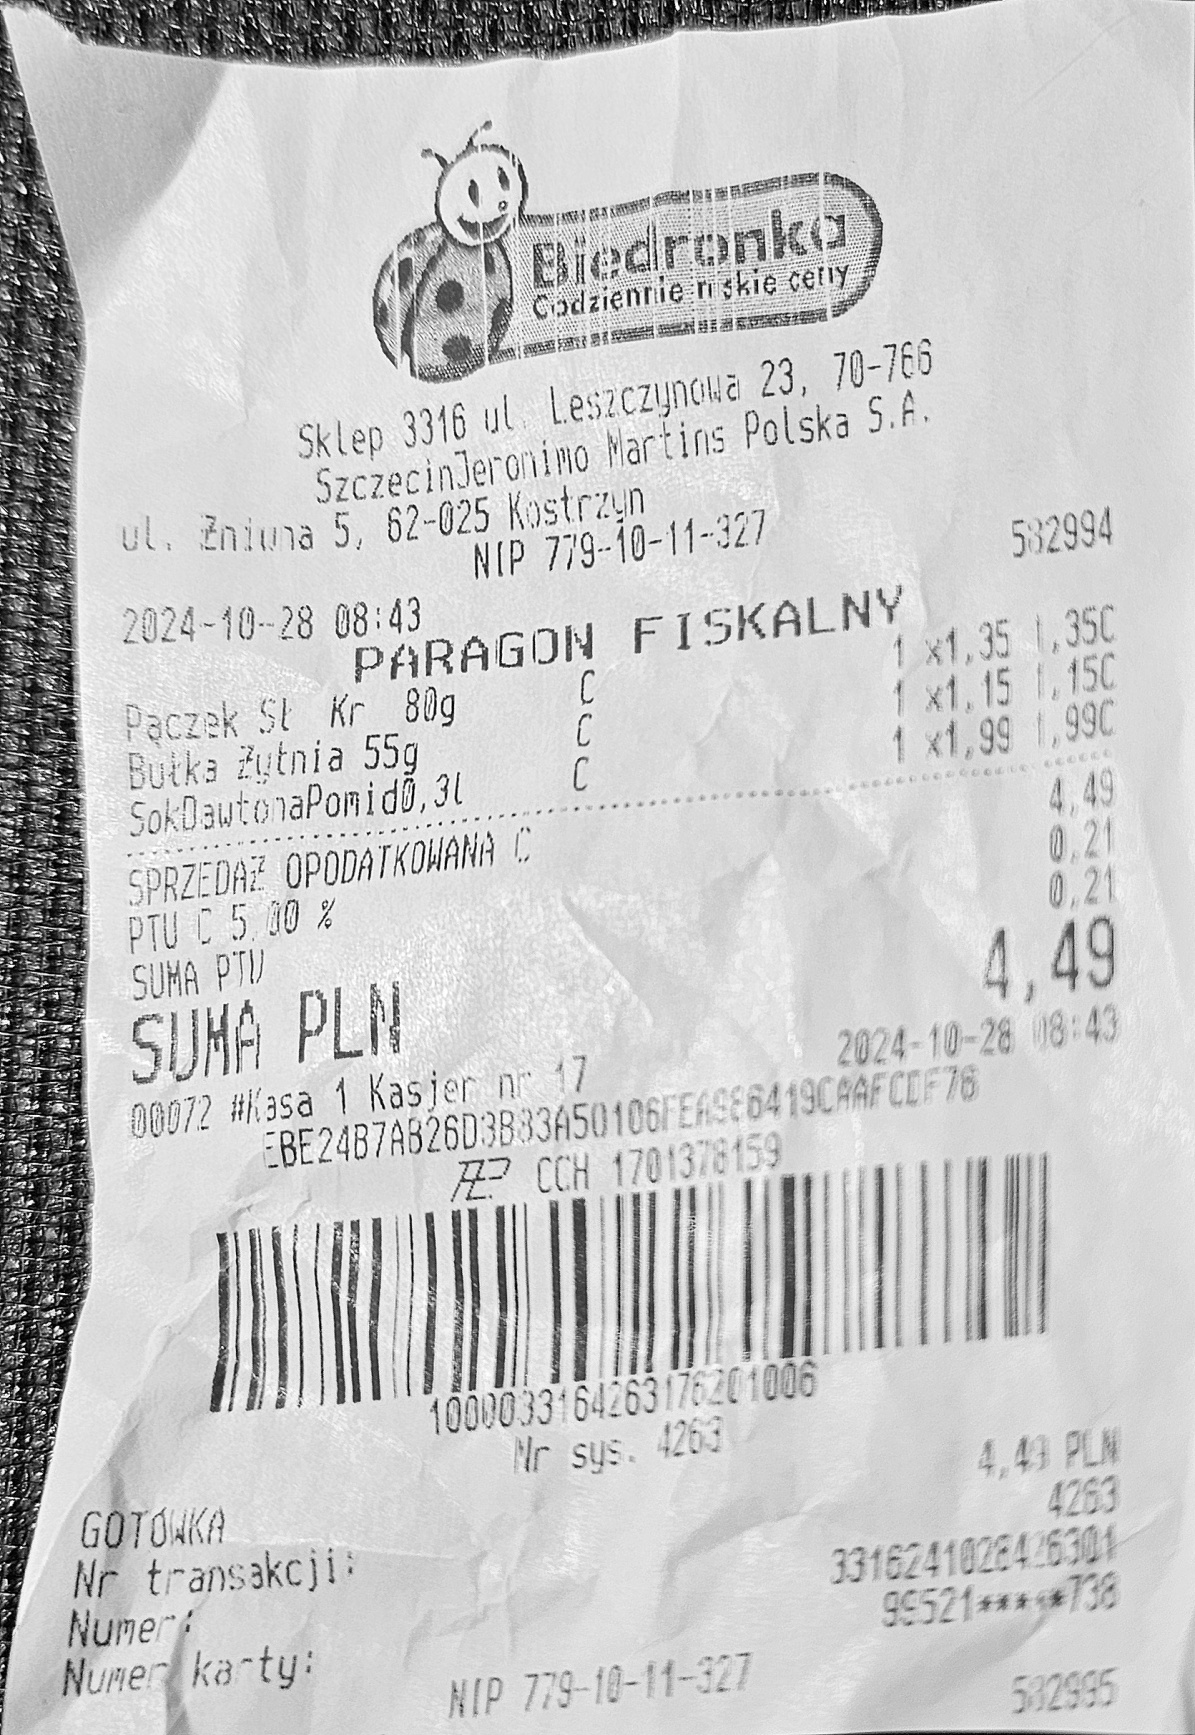 Biedronka
Codziennie niskie ceny
Sklep 3316 ul. Leszczynowa 23, 70-766
SzczecinJeronimo Martins Polska S.A.
ul. Żniwna 5, 62-025 Kostrzyn
NIP 779-10-11-327
2024-10-28 08:43 582994
PARAGON FISKALNY
Pączek St Kr 80g C 1 x1,35 1,35C
Bułka Żytnia 55g C 1 x1,15 1,15C
SokDawtonaPomid0,3l C 1 x1,99 1,99C
SPRZEDAŻ OPODATKOWANA C 4,49
PTU C 5,00 % 0,21
SUMA PTU 0,21
SUMA PLN 4,49
00072 #Kasa 1 Kasjer nr 17 2024-10-28 08:43
CCH 1701378159
1000033164263176201006
Nr sys. 4263
GOTÓWKA 4,49 PLN
Nr transakcji: 4263
Numer: 3316241028426301
Numer karty: 99521*****738
NIP 779-10-11-327 582995